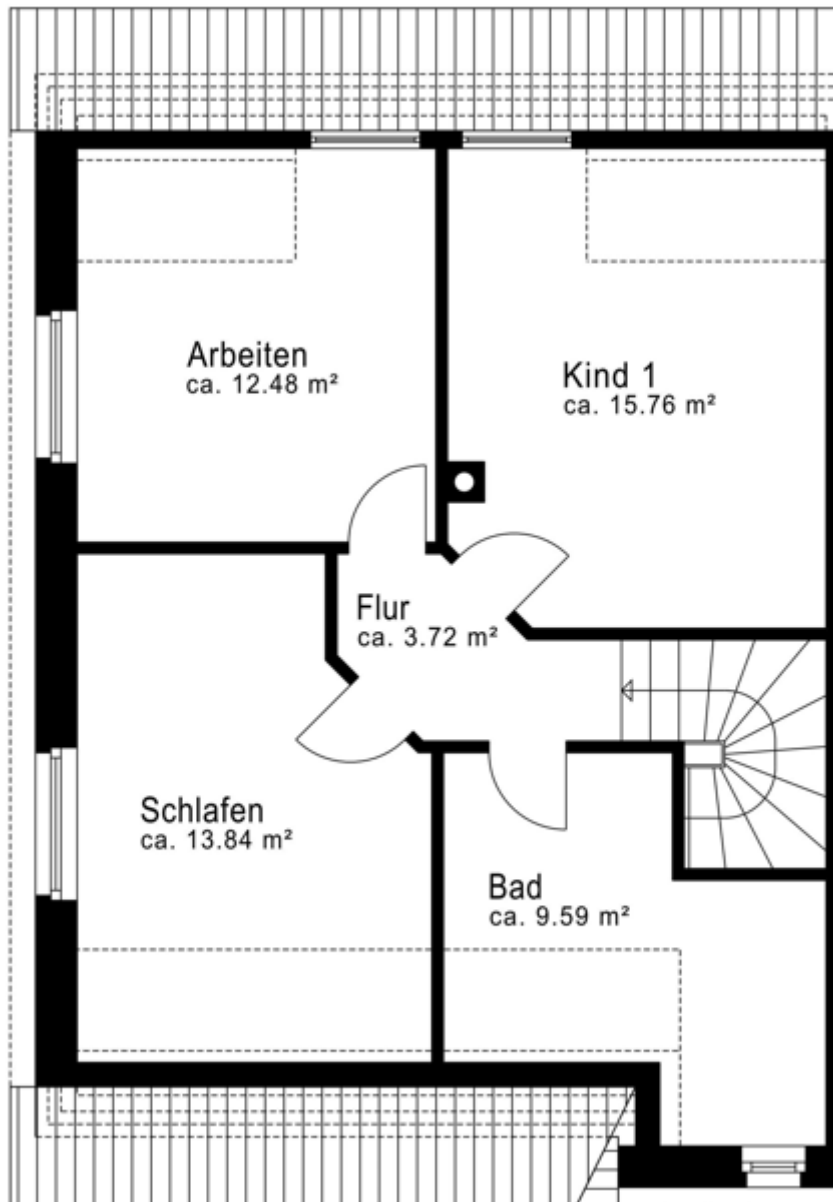 Arbeiten
ca. 12.48 m²
Kind 1
ca. 15.76 m²
Flur
ca. 3.72 m²
Schlafen
ca. 13.84 m²
Bad
ca. 9.59 m²